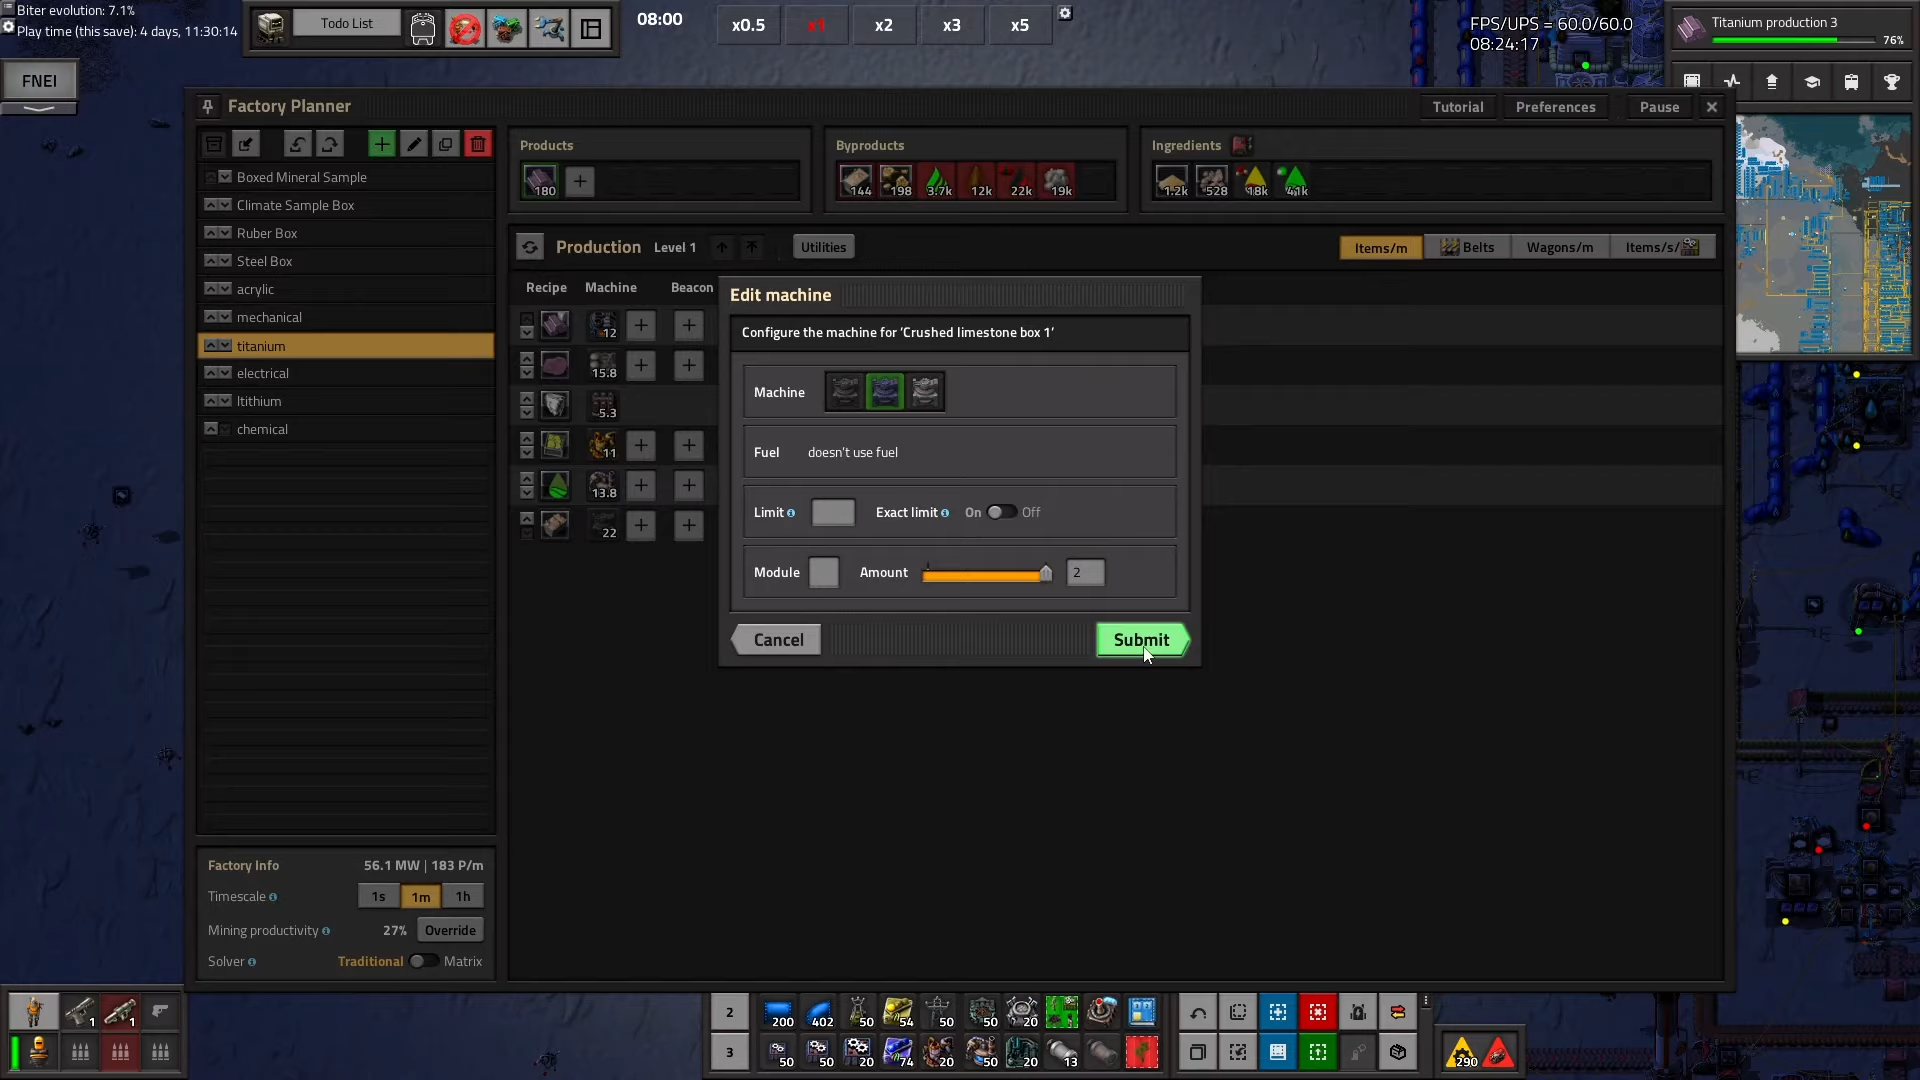 Biter evolution: 7.1%
Play time (this save): 4 days, 11:30:14
Todo List
08:00
x0.5
x1
x2
x3
x5
FPS/UPS = 60.0/60.0
08:24:17
Titanium production 3
76%
FNEI
Factory Planner
Tutorial
Preferences
Pause
Boxed Mineral Sample
Climate Sample Box
Ruber Box
Steel Box
acrylic
mechanical
titanium
electrical
ltithium
chemical
Products
180
Byproducts
144
198
3.7k
12k
22k
19k
Ingredients
1.2k
528
18k
41k
Production
Level 1
Utilities
Items/m
Belts
Wagons/m
Items/s/
Recipe
Machine
Beacon
12
15.8
5.3
11
13.8
22
Edit machine
Configure the machine for 'Crushed limestone box 1'
Machine
Fuel
doesn't use fuel
Limit
Exact limit
On
Off
Module
Amount
2
Cancel
Submit
Factory Info
56.1 MW | 183 P/m
Timescale
1s
1m
1h
Mining productivity
27%
Override
Solver
Traditional
Matrix
1
1
2
200
402
50
54
50
50
20
3
50
50
20
74
20
50
20
13
290